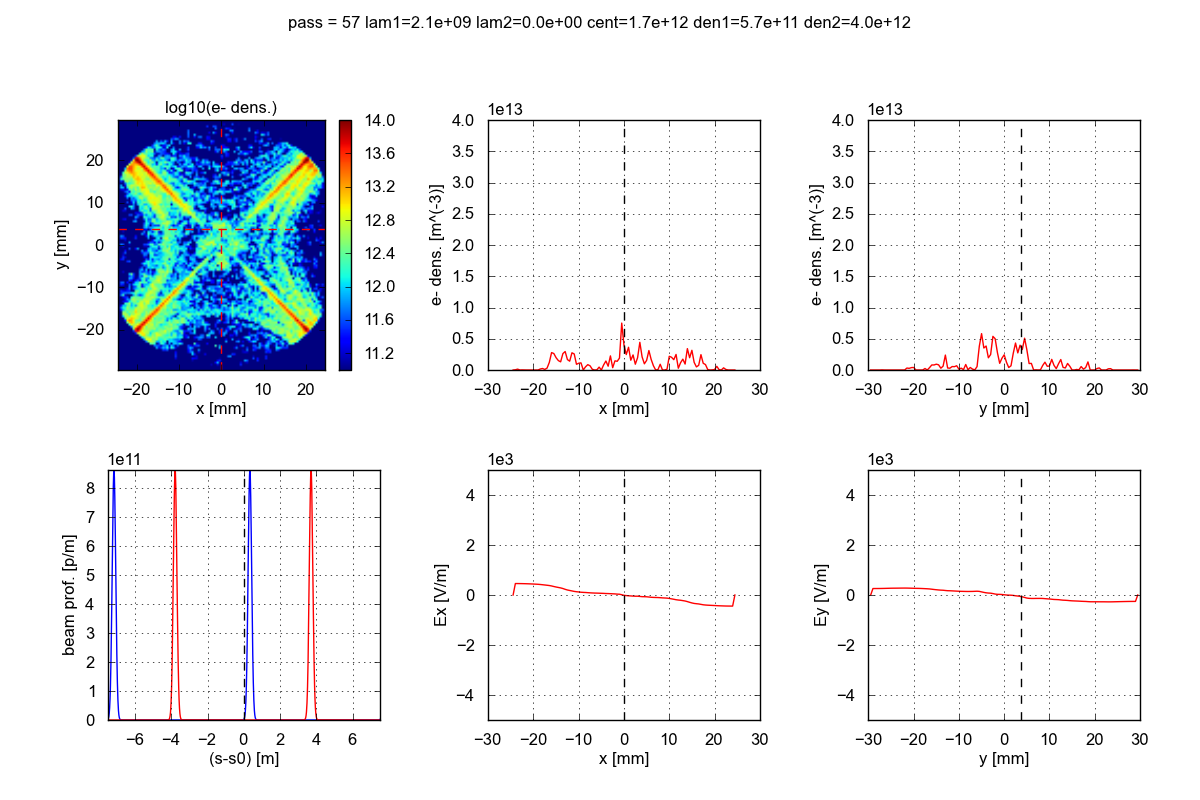 pass = 57 lam1=2.1e+09 lam2=0.0e+00 cent=1.7e+12 den1=5.7e+11 den2=4.0e+12
log10(e- dens.)
y [mm]
20
10
0
−10
−20
−20 −10 0 10 20
x [mm]
14.0
13.6
13.2
12.8
12.4
12.0
11.6
11.2
1e13
e- dens. [m^(-3)]
4.0
3.5
3.0
2.5
2.0
1.5
1.0
0.5
0.0
−30 −20 −10 0 10 20 30
x [mm]
1e13
e- dens. [m^(-3)]
4.0
3.5
3.0
2.5
2.0
1.5
1.0
0.5
0.0
−30 −20 −10 0 10 20 30
y [mm]
1e11
beam prof. [p/m]
8
7
6
5
4
3
2
1
0
−6 −4 −2 0 2 4 6
(s-s0) [m]
1e3
Ex [V/m]
4
2
0
−2
−4
−30 −20 −10 0 10 20 30
x [mm]
1e3
Ey [V/m]
4
2
0
−2
−4
−30 −20 −10 0 10 20 30
y [mm]